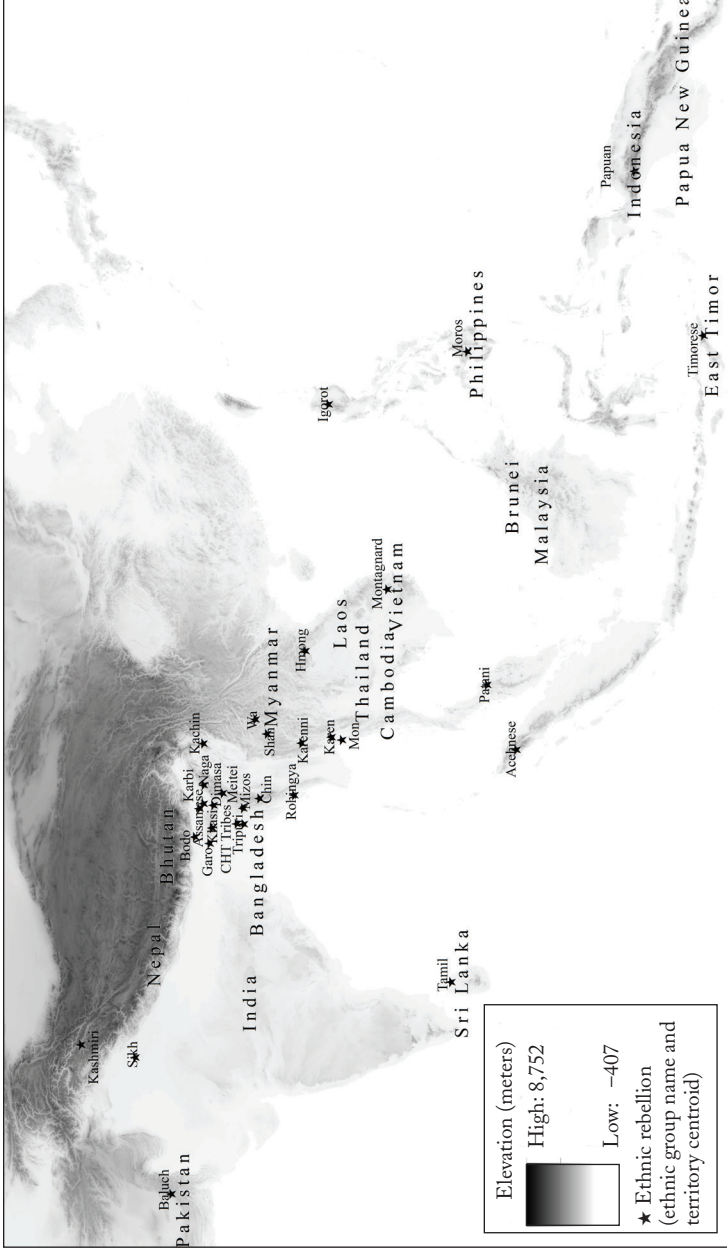 Kashmiri
Sikh
Baluch
Pakistan
Nepal
Bhutan
India
Bangladesh
Bodo
Karbi
Assamese
Naga
Kachin
Garo
Khasi
Dimasa
CHT Tribes
Meitei
Tripuri
Mizos
Chin
Rohingya
Wa
Shan
Myanmar
Karenni
Hmong
Karen
Mon
Laos
Thailand
Cambodia
Vietnam
Montagnard
Tamil
Sri Lanka
Acehnese
Patani
Igorot
Moros
Philippines
Brunei
Malaysia
Papuan
Indonesia
Papua New Guinea
Timorese
East Timor
Elevation (meters)
High: 8,752
Low: −407
★ Ethnic rebellion
(ethnic group name and
territory centroid)